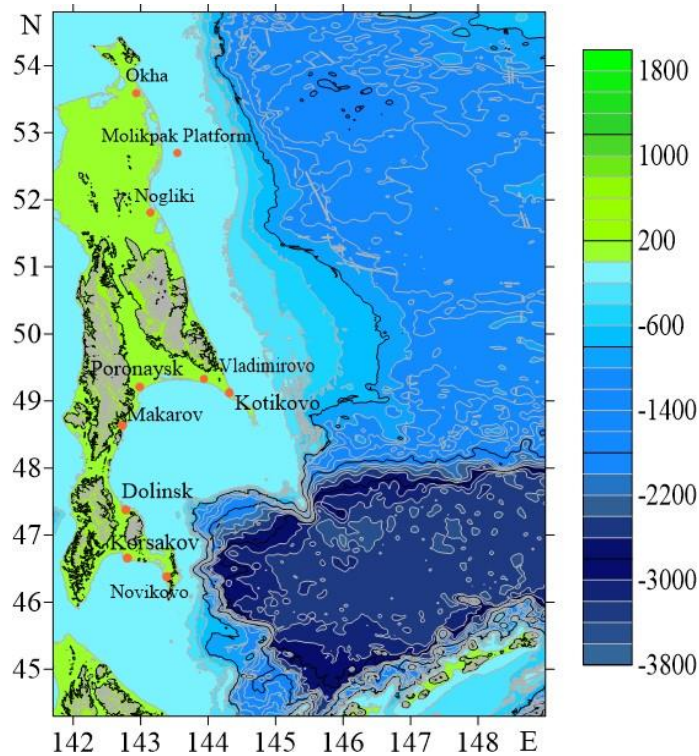 N
54
53
52
51
50
49
48
47
46
45
Okha
Molikpak Platform
Nogliki
Poronaysk
Vladimirovo
Kotikovo
Makarov
Dolinsk
Korsakov
Novikovo
142 143 144 145 146 147 148 E
1800
1000
200
-600
-1400
-2200
-3000
-3800